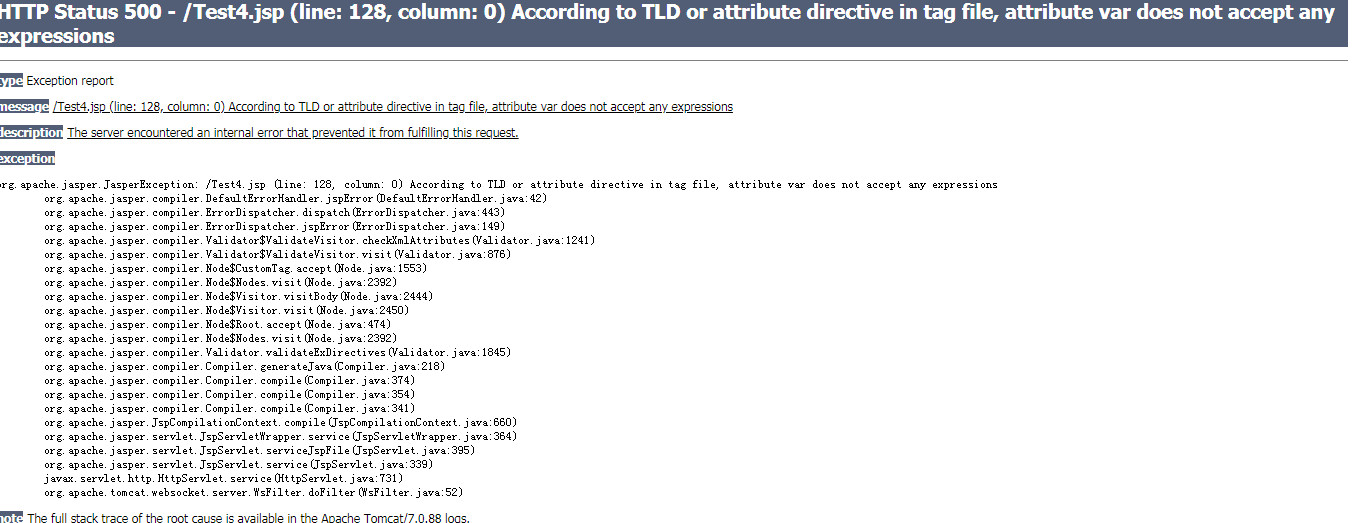 HTTP Status 500 - /Test4.jsp (line: 128, column: 0) According to TLD or attribute directive in tag file, attribute var does not accept any
expressions
type Exception report
message /Test4.jsp (line: 128, column: 0) According to TLD or attribute directive in tag file, attribute var does not accept any expressions
description The server encountered an internal error that prevented it from fulfilling this request.
exception
org.apache.jasper.JasperException: /Test4.jsp (line: 128, column: 0) According to TLD or attribute directive in tag file, attribute var does not accept any expressions
org.apache.jasper.compiler.DefaultErrorHandler.jspError(DefaultErrorHandler.java:42)
org.apache.jasper.compiler.ErrorDispatcher.dispatch(ErrorDispatcher.java:443)
org.apache.jasper.compiler.ErrorDispatcher.jspError(ErrorDispatcher.java:149)
org.apache.jasper.compiler.Validator$ValidateVisitor.checkXmlAttributes(Validator.java:1241)
org.apache.jasper.compiler.Validator$ValidateVisitor.visit(Validator.java:876)
org.apache.jasper.compiler.Node$CustomTag.accept(Node.java:1553)
org.apache.jasper.compiler.Node$Nodes.visit(Node.java:2392)
org.apache.jasper.compiler.Node$Visitor.visitBody(Node.java:2444)
org.apache.jasper.compiler.Node$Visitor.visit(Node.java:2450)
org.apache.jasper.compiler.Node$Root.accept(Node.java:474)
org.apache.jasper.compiler.Node$Nodes.visit(Node.java:2392)
org.apache.jasper.compiler.Validator.validateExDirectives(Validator.java:1845)
org.apache.jasper.compiler.Compiler.generateJava(Compiler.java:218)
org.apache.jasper.compiler.Compiler.compile(Compiler.java:374)
org.apache.jasper.compiler.Compiler.compile(Compiler.java:354)
org.apache.jasper.compiler.Compiler.compile(Compiler.java:341)
org.apache.jasper.JspCompilationContext.compile(JspCompilationContext.java:660)
org.apache.jasper.servlet.JspServletWrapper.service(JspServletWrapper.java:364)
org.apache.jasper.servlet.JspServlet.serviceJspFile(JspServlet.java:395)
org.apache.jasper.servlet.JspServlet.service(JspServlet.java:339)
javax.servlet.http.HttpServlet.service(HttpServlet.java:731)
org.apache.tomcat.websocket.server.WsFilter.doFilter(WsFilter.java:52)
note The full stack trace of the root cause is available in the Apache Tomcat/7.0.88 logs.